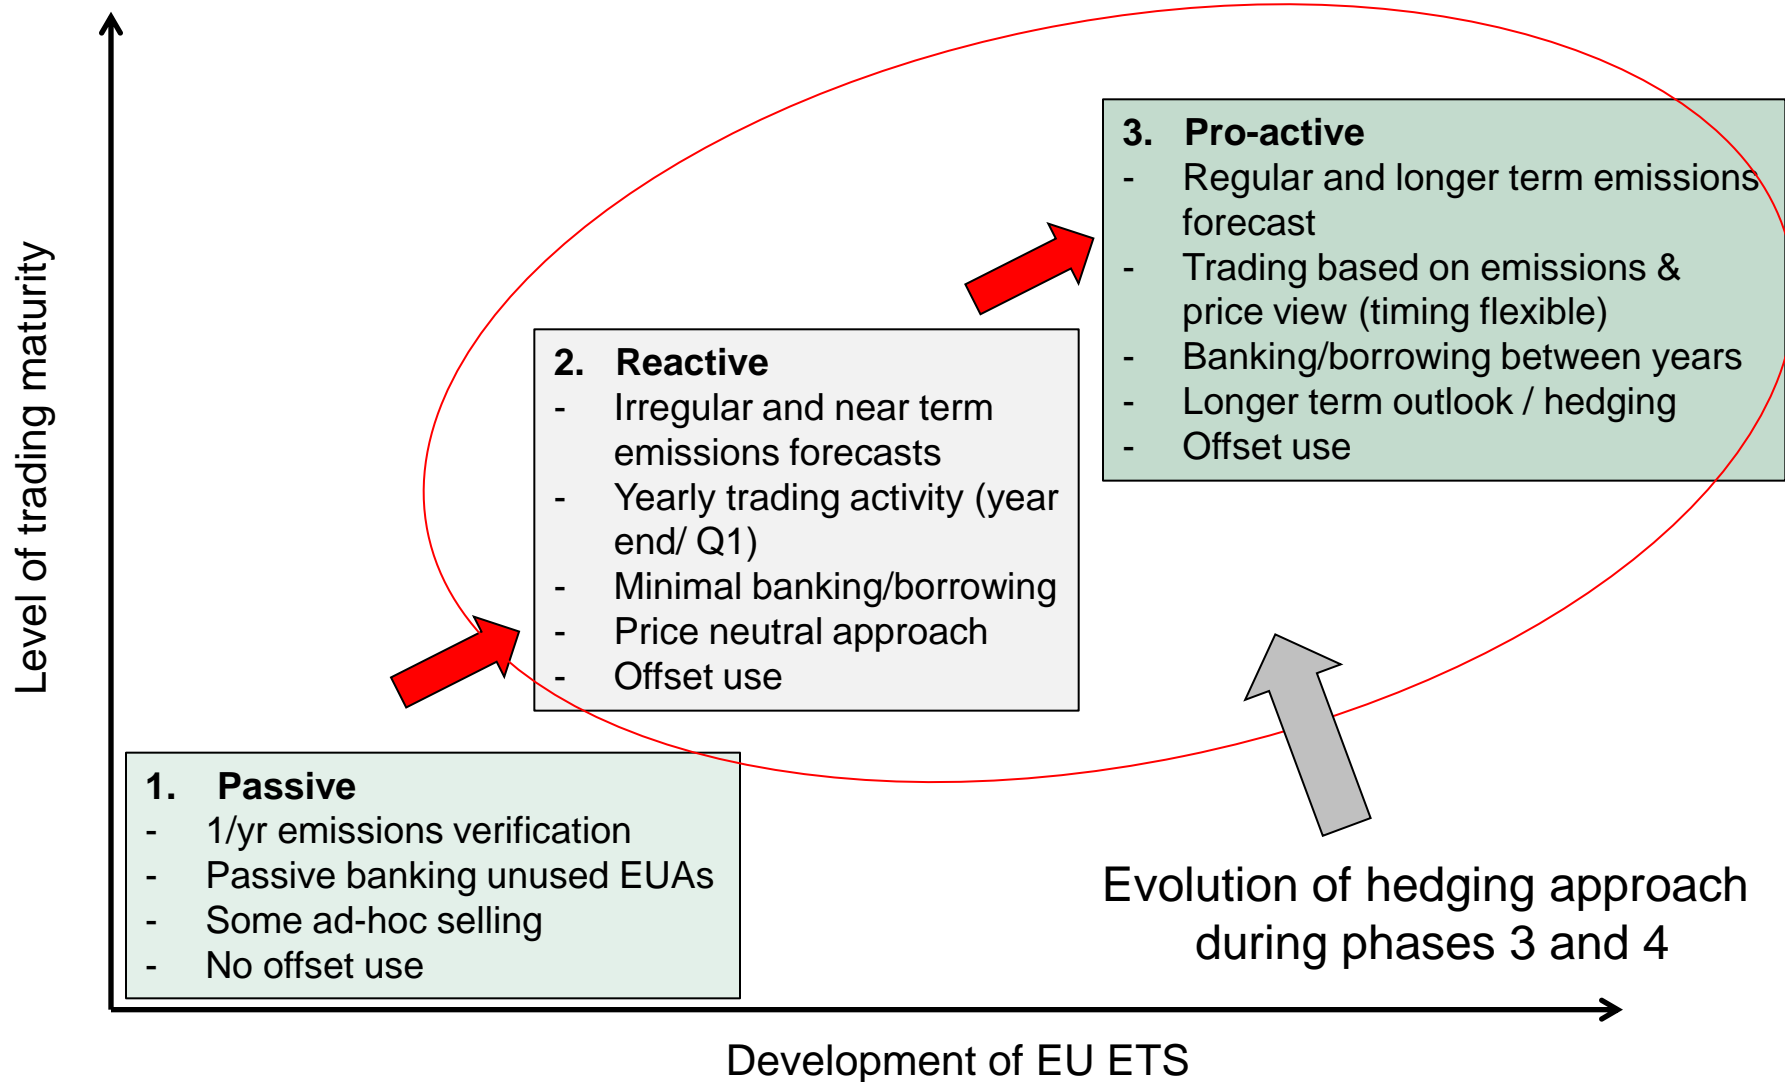 Level of trading maturity
3. Pro-active
- Regular and longer term emissions
forecast
- Trading based on emissions &
price view (timing flexible)
- Banking/borrowing between years
- Longer term outlook / hedging
- Offset use
2. Reactive
- Irregular and near term
emissions forecasts
- Yearly trading activity (year
end/ Q1)
- Minimal banking/borrowing
- Price neutral approach
- Offset use
1. Passive
- 1/yr emissions verification
- Passive banking unused EUAs
- Some ad-hoc selling
- No offset use
Evolution of hedging approach
during phases 3 and 4
Development of EU ETS